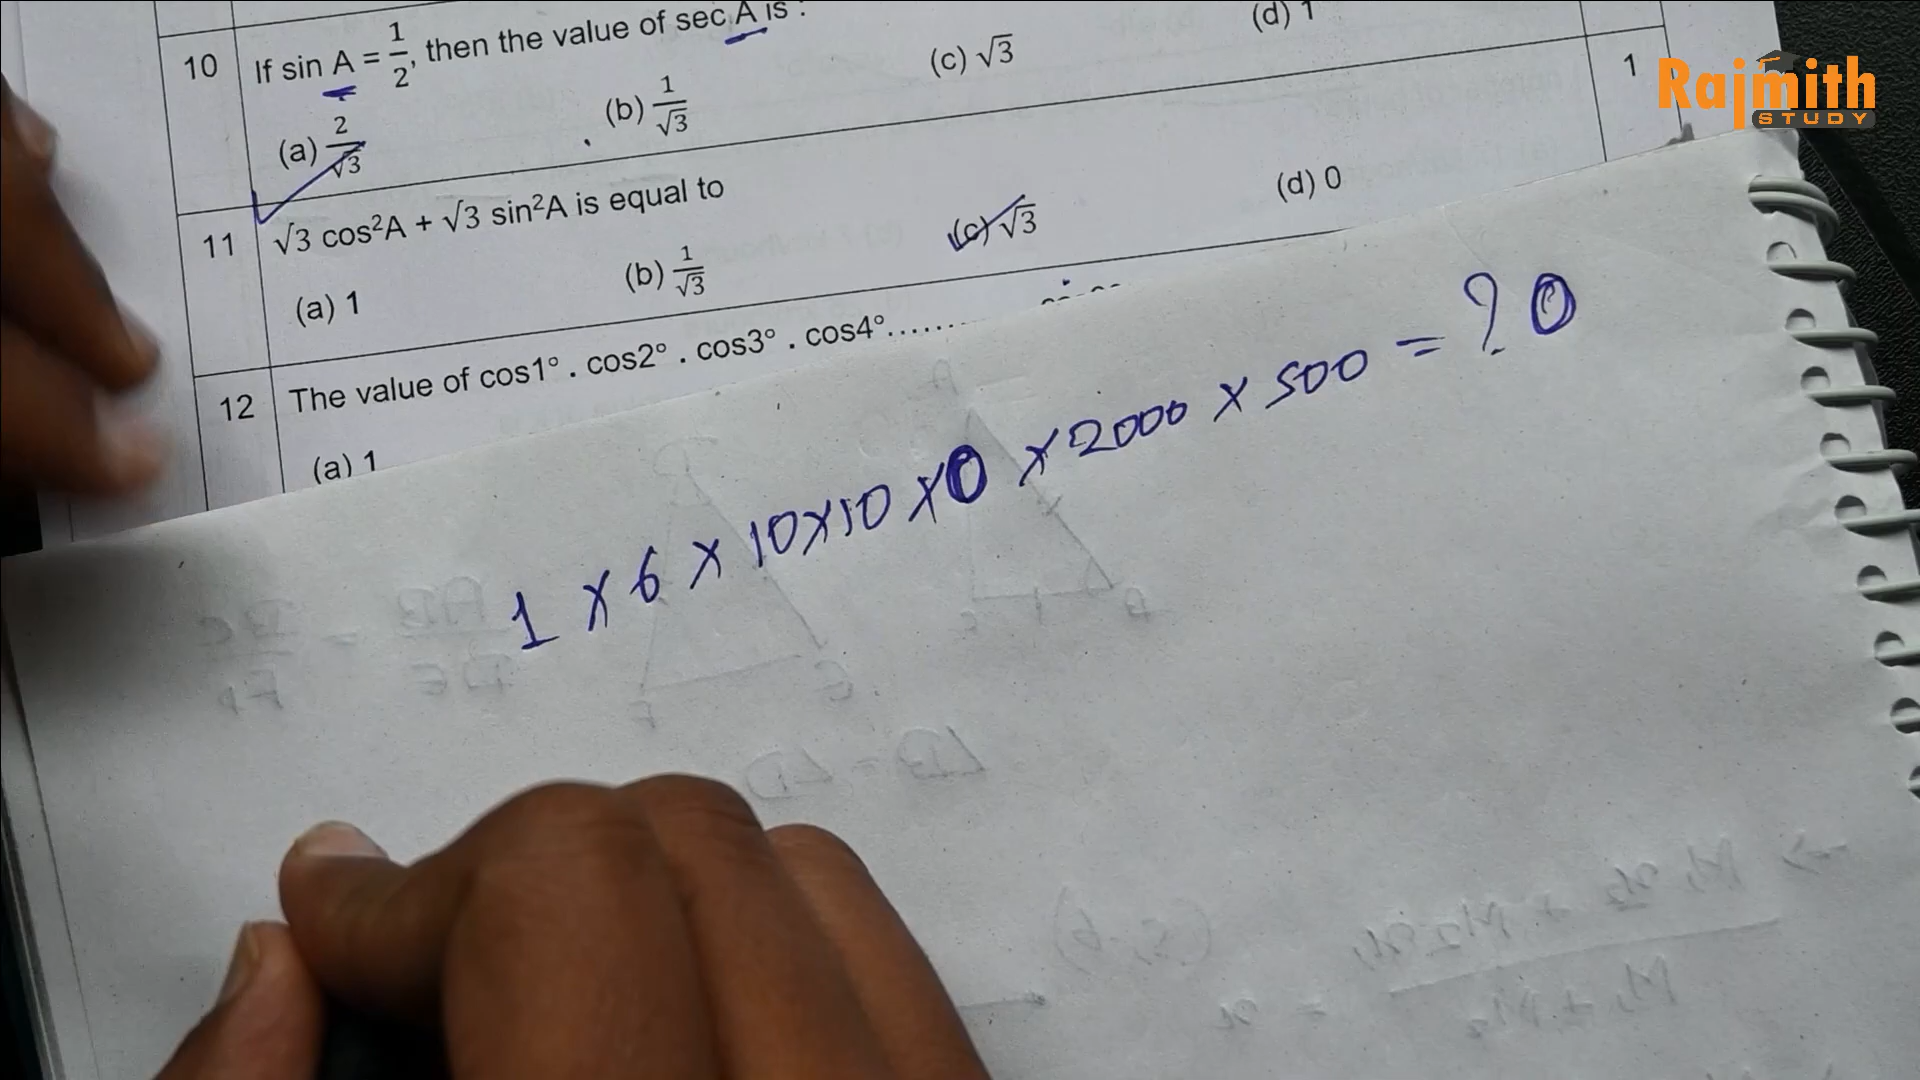 10 If sin A = 1/2, then the value of sec A is :
(a) 2/√3 (b) 1/√3 (c) √3 (d) 1
1
11 √3 cos²A + √3 sin²A is equal to
(a) 1 (b) 1/√3 (c) √3 (d) 0
12 The value of cos1° . cos2° . cos3° . cos4°.......
(a) 1
1 × 6 × 10 × 10 × 0 × 2000 × 500 = ? 0
Rajmith
STUDY